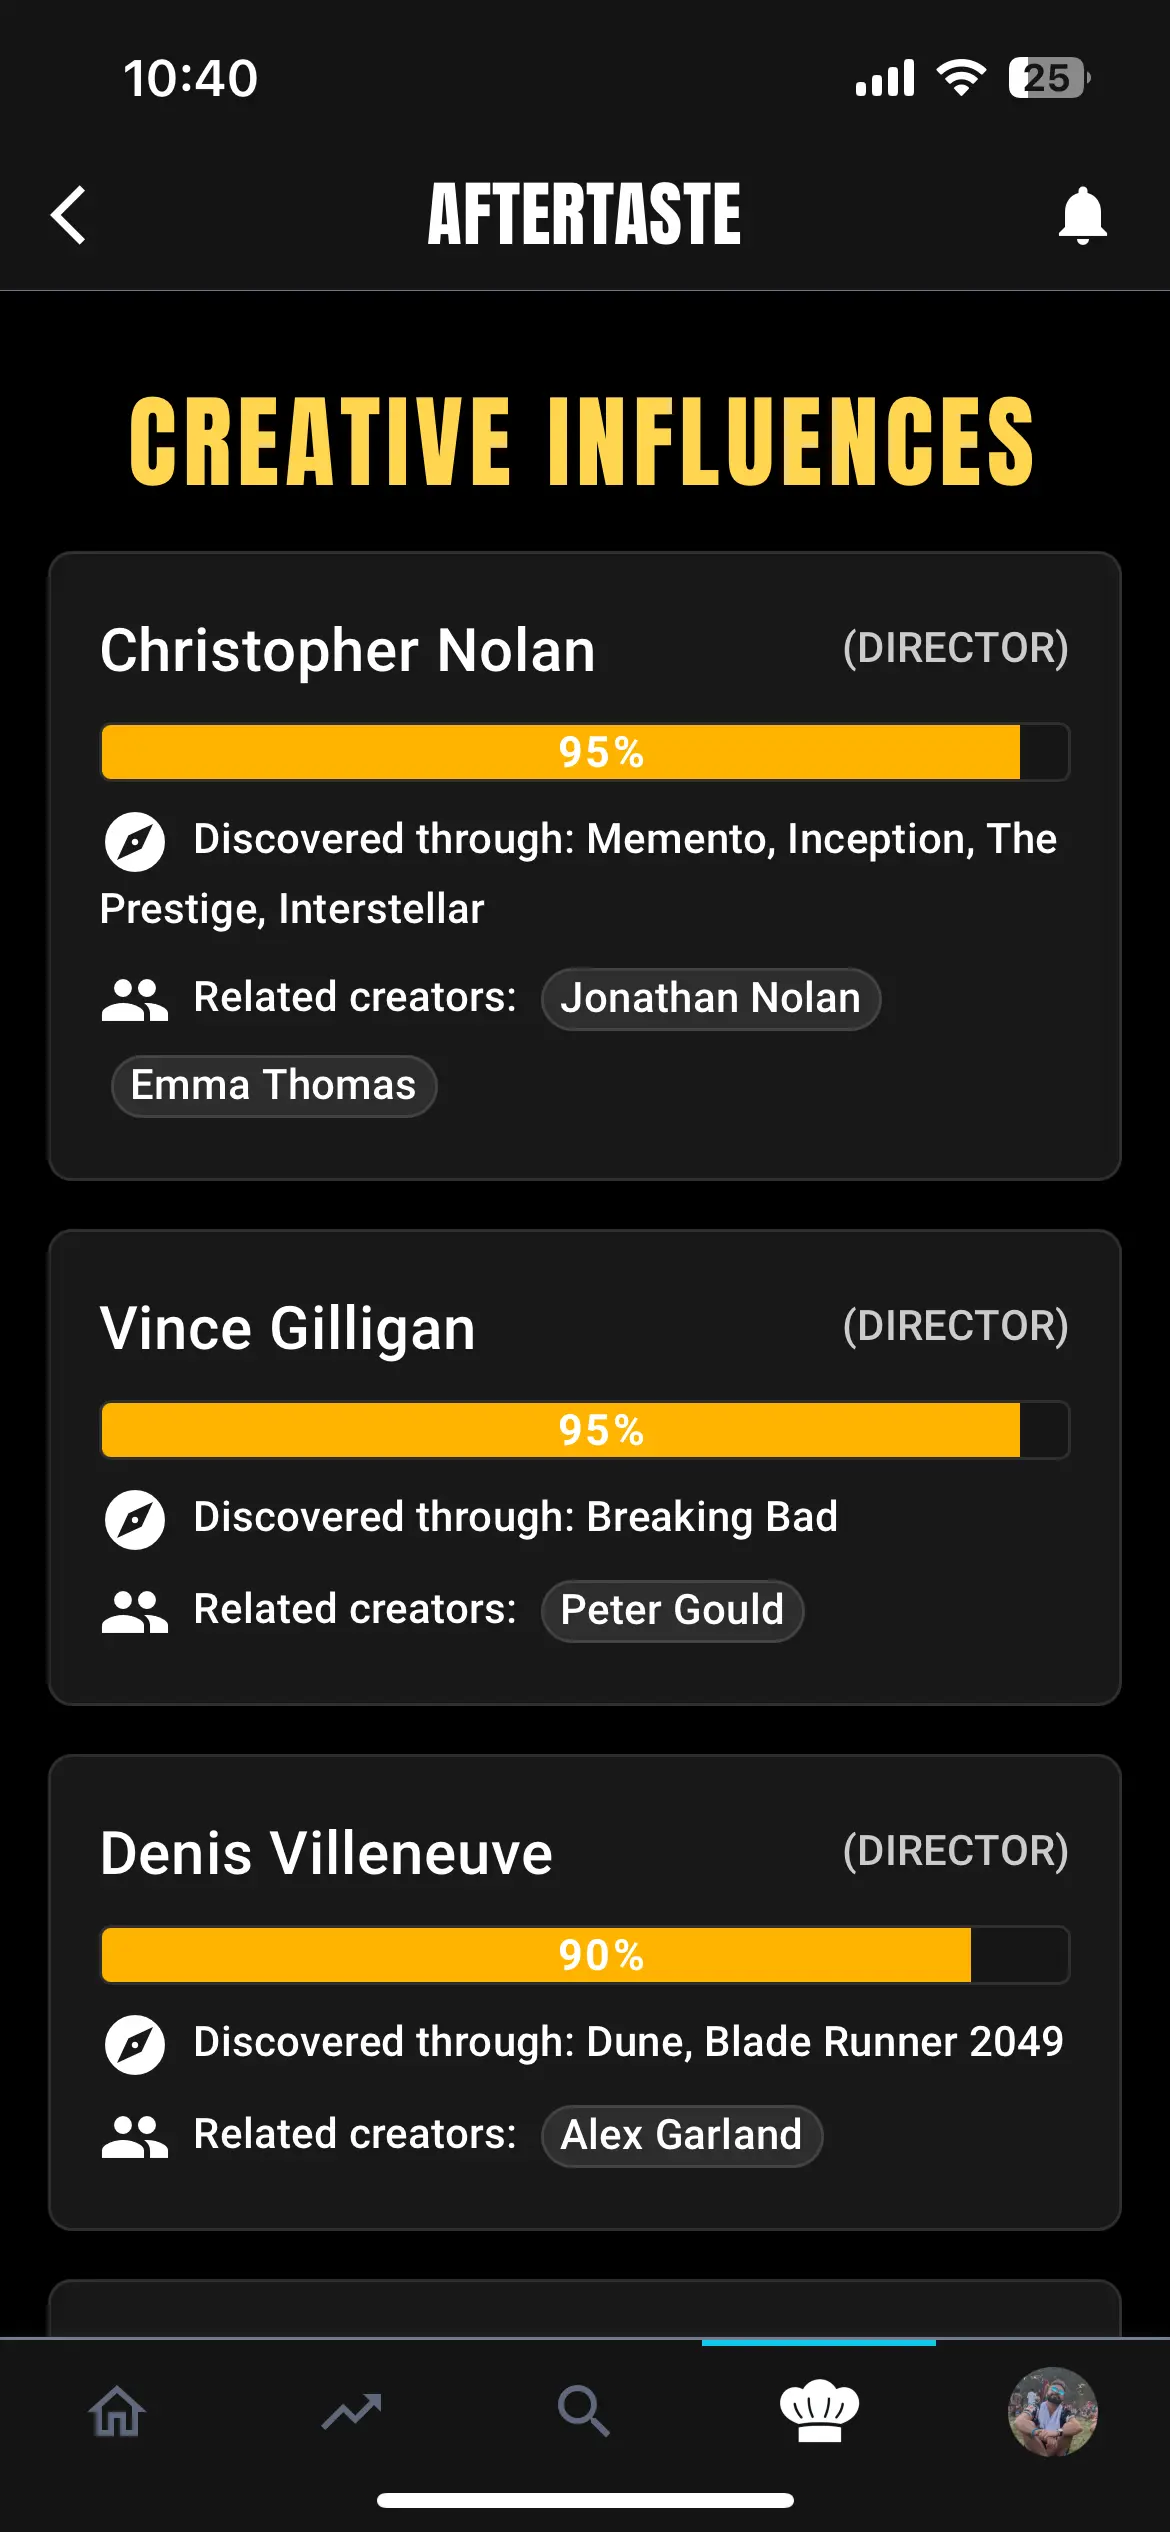 10:40
25
AFTERTASTE
CREATIVE INFLUENCES
Christopher Nolan (DIRECTOR)
95%
Discovered through: Memento, Inception, The
Prestige, Interstellar
Related creators: Jonathan Nolan
Emma Thomas
Vince Gilligan (DIRECTOR)
95%
Discovered through: Breaking Bad
Related creators: Peter Gould
Denis Villeneuve (DIRECTOR)
90%
Discovered through: Dune, Blade Runner 2049
Related creators: Alex Garland